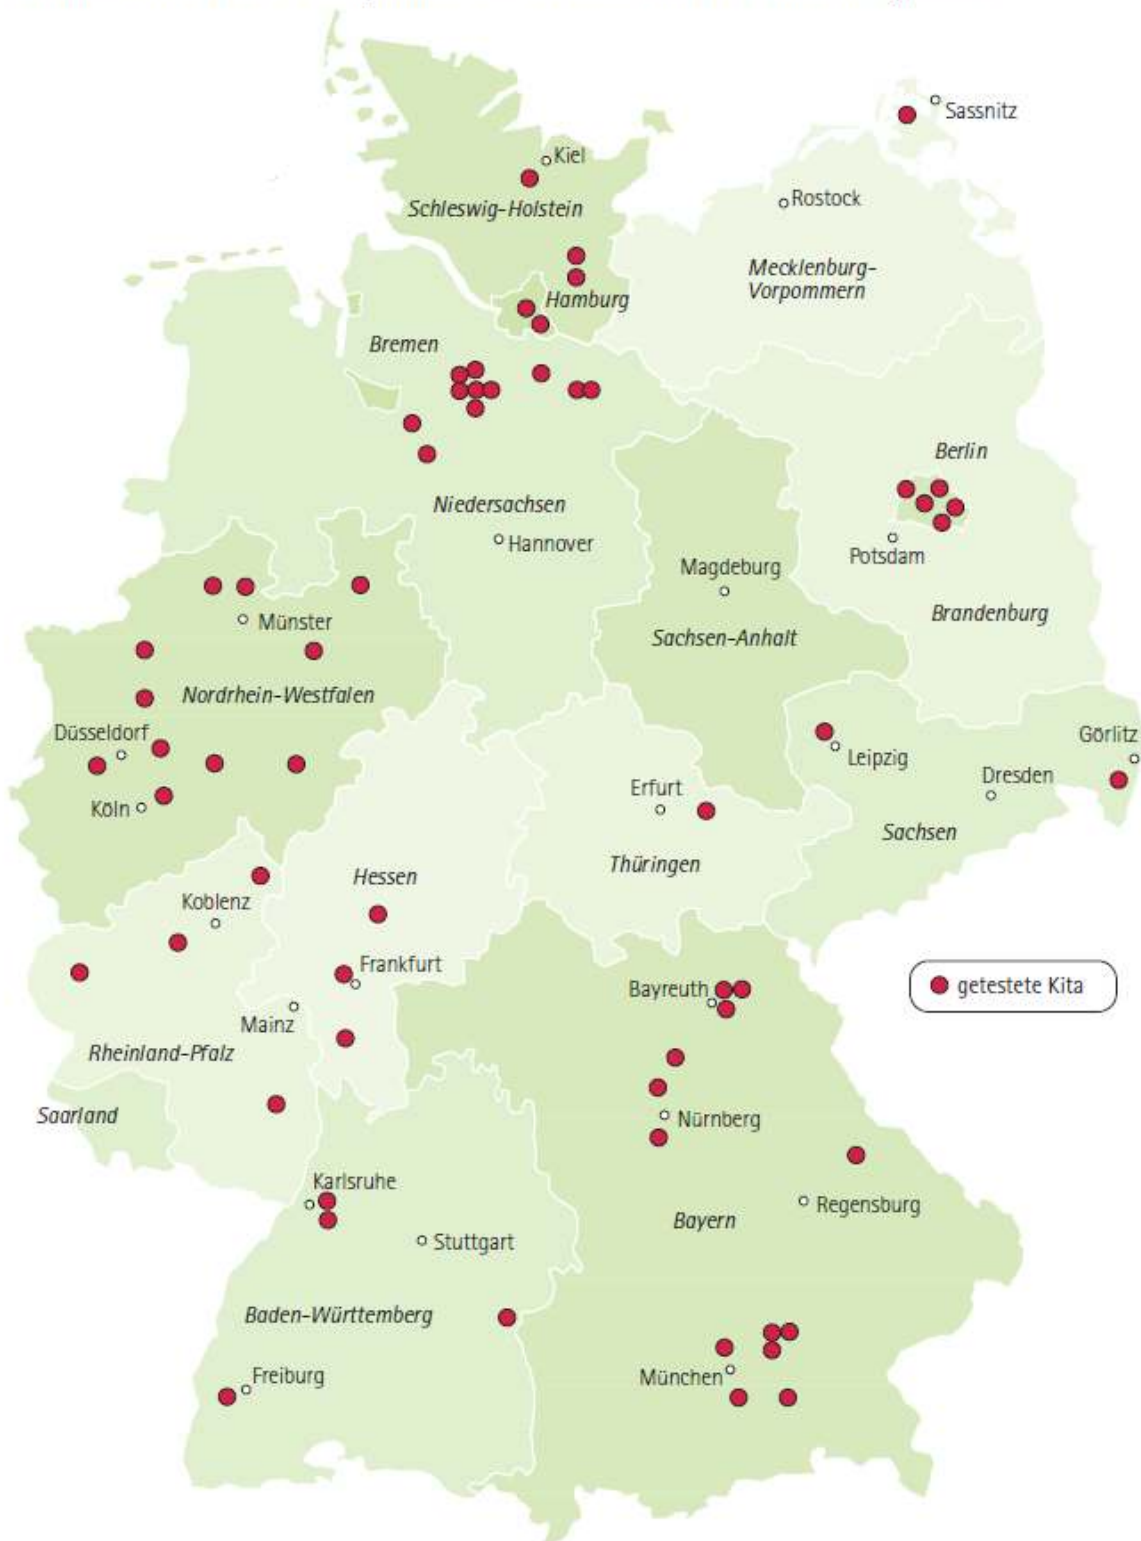 Sassnitz
Kiel
Rostock
Schleswig-Holstein
Mecklenburg-
Vorpommern
Hamburg
Bremen
Berlin
Niedersachsen
Hannover
Potsdam
Magdeburg
Brandenburg
Münster
Sachsen-Anhalt
Nordrhein-Westfalen
Düsseldorf
Görlitz
Leipzig
Dresden
Erfurt
Köln
Sachsen
Thüringen
Hessen
Koblenz
Frankfurt
getestete Kita
Bayreuth
Mainz
Rheinland-Pfalz
Saarland
Nürnberg
Karlsruhe
Regensburg
Bayern
Stuttgart
Baden-Württemberg
Freiburg
München